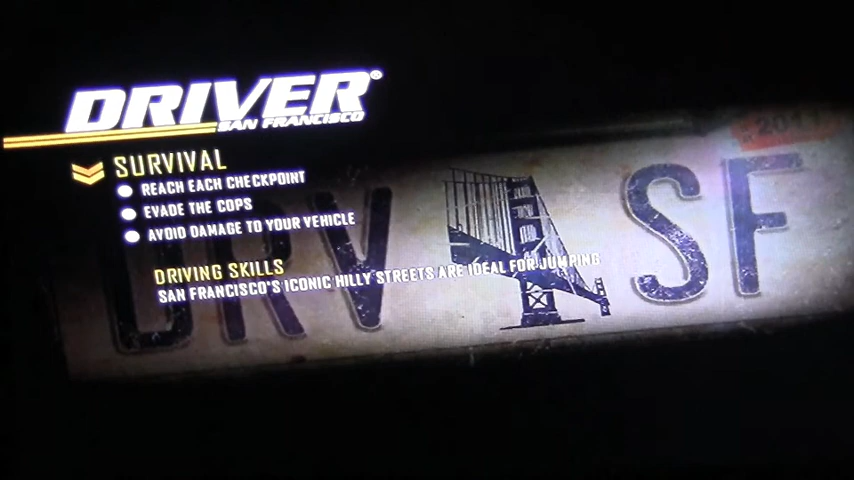 DRIVER®
SAN FRANCISCO
SURVIVAL
REACH EACH CHECKPOINT
EVADE THE COPS
AVOID DAMAGE TO YOUR VEHICLE
DRIVING SKILLS
SAN FRANCISCO'S ICONIC HILLY STREETS ARE IDEAL FOR JUMPING
DRV SF
2011